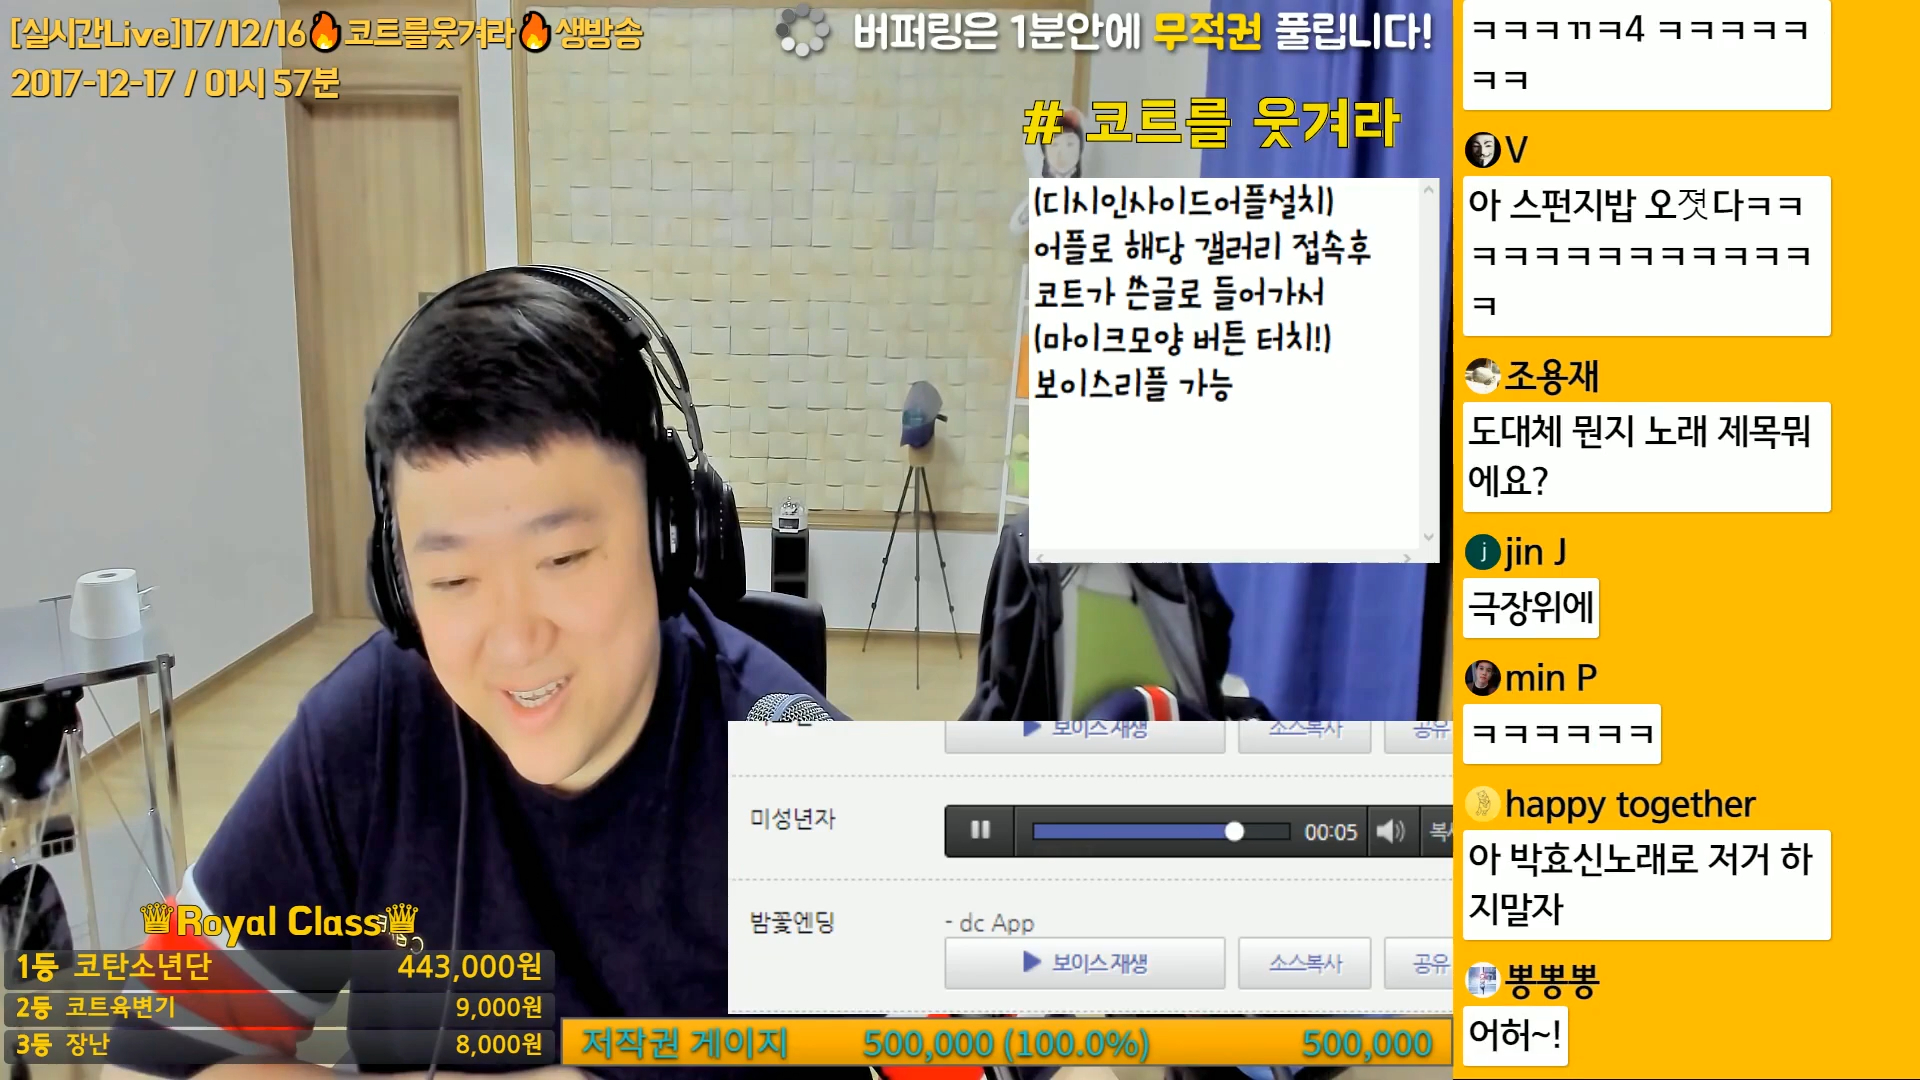 [실시간Live]17/12/16🔥코트를웃겨라🔥생방송
2017-12-17 / 01시 57분
버퍼링은 1분안에 무적권 풀립니다!
# 코트를 웃겨라
(디시인사이드어플설치)
어플로 해당 갤러리 접속후
코트가 쓴글로 들어가서
(마이크모양 버튼 터치!)
보이스리플 가능
보이스 재생 소스복사 공유
미성년자
00:05
밤꽃엔딩
- dc App
보이스 재생 소스복사 공유
Royal Class
1등 코탄소년단 443,000원
2등 코트육변기 9,000원
3등 장난 8,000원
저작권 게이지 500,000 (100.0%) 500,000
ㅋㅋㅋㄲㅋ4 ㅋㅋㅋㅋㅋ
ㅋㅋ
V
아 스펀지밥 오졋다ㅋㅋ
ㅋㅋㅋㅋㅋㅋㅋㅋㅋㅋㅋ
ㅋ
조용재
도대체 뭔지 노래 제목뭐
에요?
j jin J
극장위에
min P
ㅋㅋㅋㅋㅋㅋ
happy together
아 박효신노래로 저거 하
지말자
뽕뽕뽕
어허~!